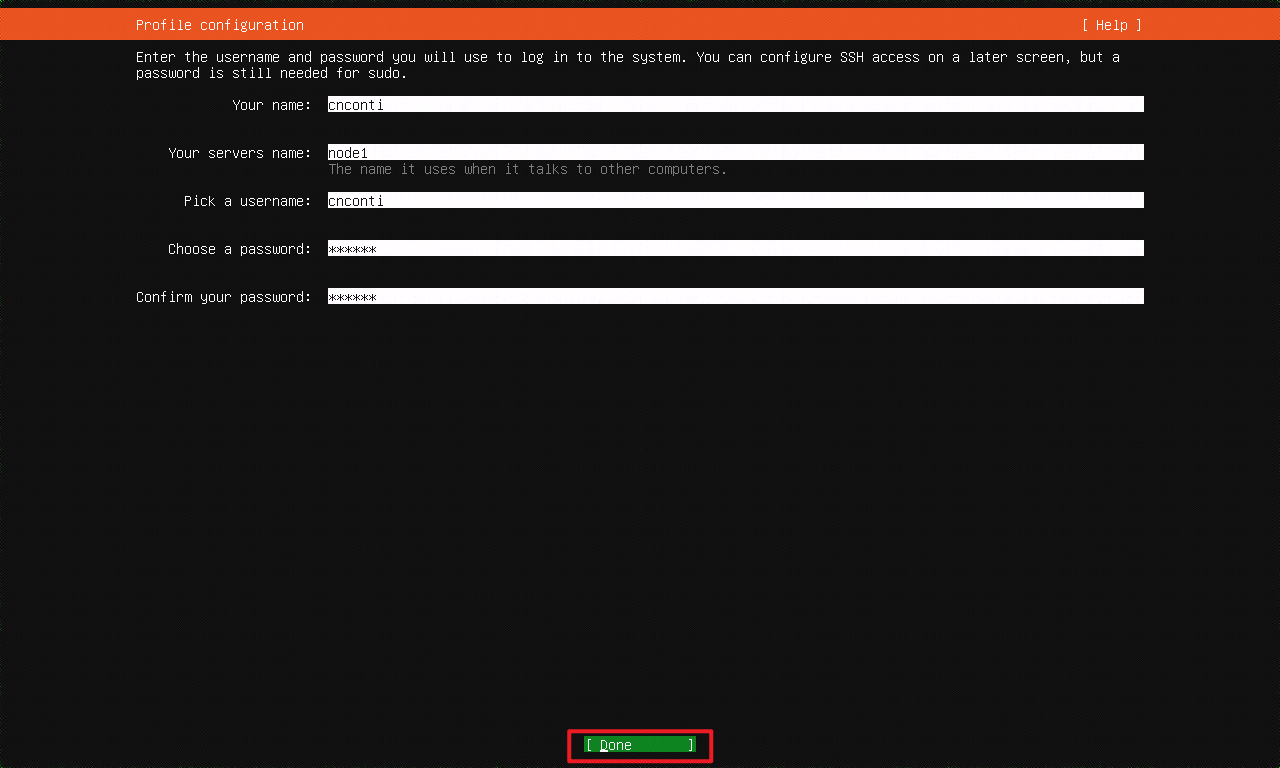 Profile configuration [ Help ]
Enter the username and password you will use to log in to the system. You can configure SSH access on a later screen, but a
password is still needed for sudo.
Your name: cnconti
Your servers name: node1
The name it uses when it talks to other computers.
Pick a username: cnconti
Choose a password: ******
Confirm your password: ******
[ Done ]